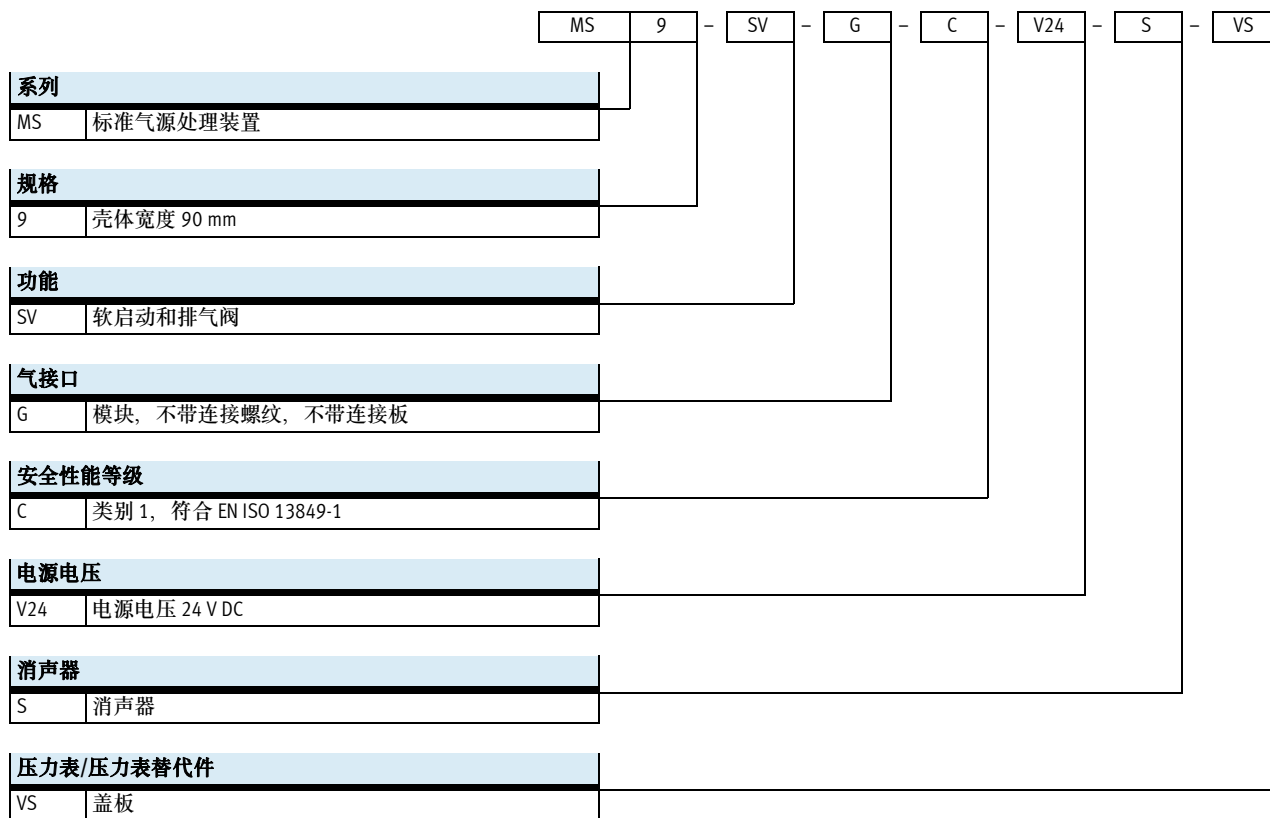 MS 9 – SV – G – C – V24 – S – VS
系列
MS 标准气源处理装置
规格
9 壳体宽度 90 mm
功能
SV 软启动和排气阀
气接口
G 模块，不带连接螺纹，不带连接板
安全性能等级
C 类别 1，符合 EN ISO 13849-1
电源电压
V24 电源电压 24 V DC
消声器
S 消声器
压力表/压力表替代件
VS 盖板